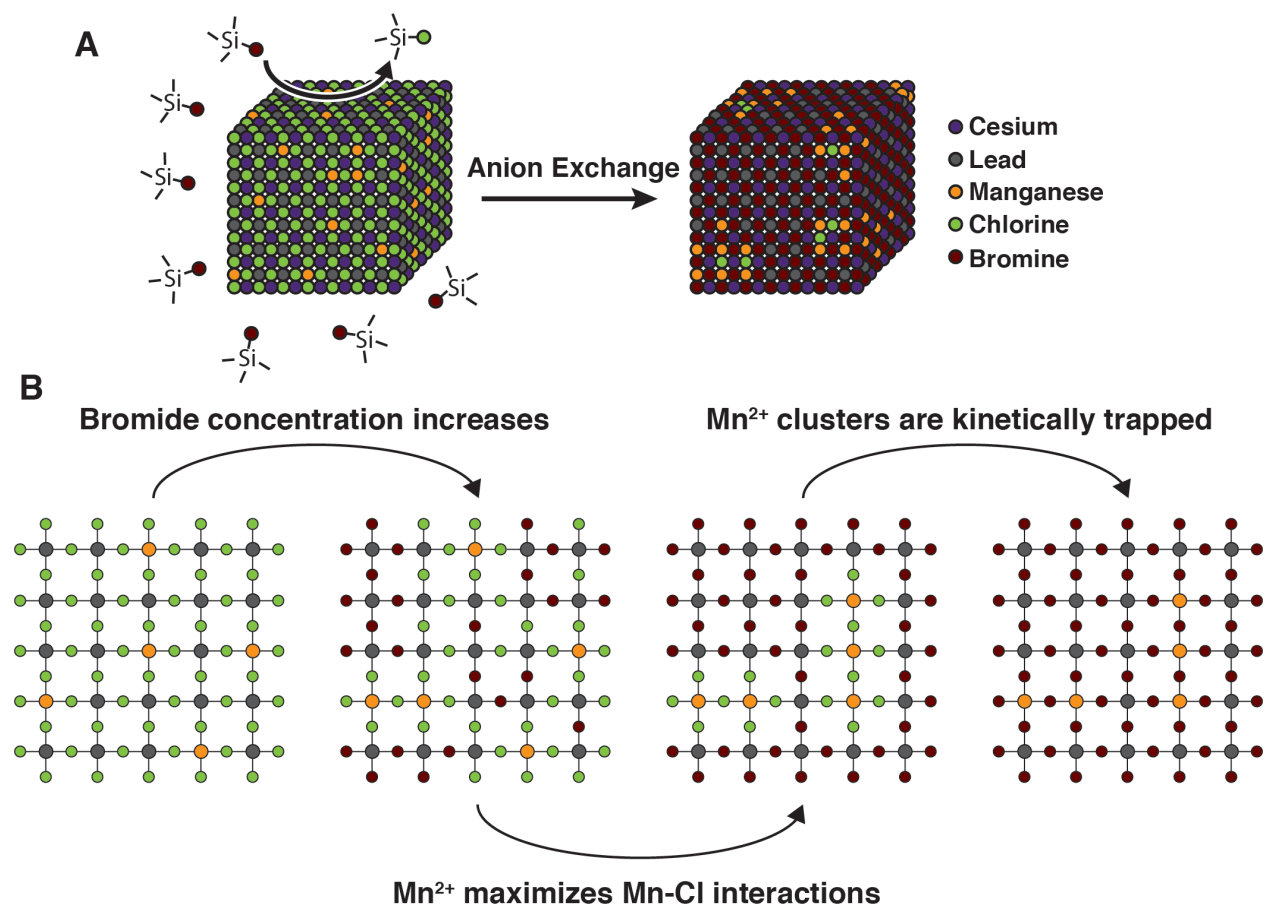 A
Si
Si
Si
Si
Si
Si
Si
Si
Anion Exchange
Cesium
Lead
Manganese
Chlorine
Bromine
B
Bromide concentration increases
Mn²⁺ clusters are kinetically trapped
Mn²⁺ maximizes Mn-Cl interactions